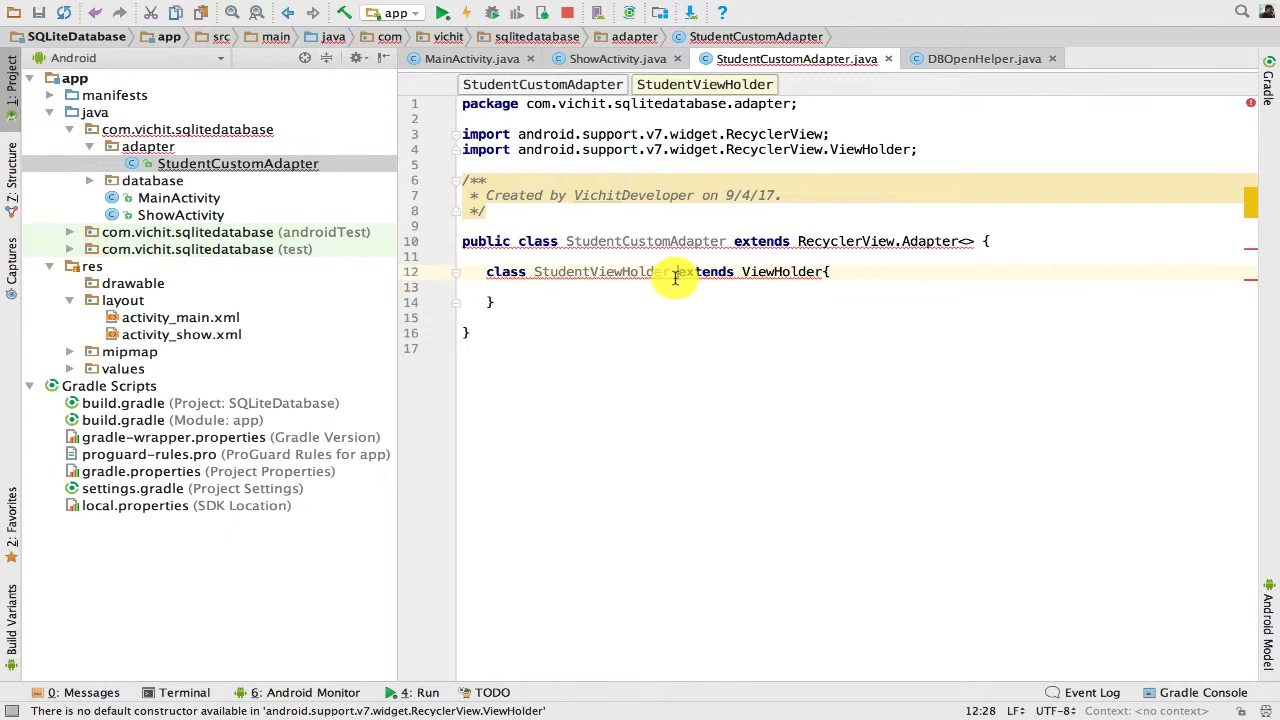 app
SQLiteDatabase app src main java com vichit sqlitedatabase adapter StudentCustomAdapter
Android
MainActivity.java ShowActivity.java StudentCustomAdapter.java DBOpenHelper.java
StudentCustomAdapter StudentViewHolder
1: Project
Z: Structure
Captures
2: Favorites
Build Variants
app
manifests
java
com.vichit.sqlitedatabase
adapter
StudentCustomAdapter
database
MainActivity
ShowActivity
com.vichit.sqlitedatabase (androidTest)
com.vichit.sqlitedatabase (test)
res
drawable
layout
activity_main.xml
activity_show.xml
mipmap
values
Gradle Scripts
build.gradle (Project: SQLiteDatabase)
build.gradle (Module: app)
gradle-wrapper.properties (Gradle Version)
proguard-rules.pro (ProGuard Rules for app)
gradle.properties (Project Properties)
settings.gradle (Project Settings)
local.properties (SDK Location)
1 package com.vichit.sqlitedatabase.adapter;
2
3 import android.support.v7.widget.RecyclerView;
4 import android.support.v7.widget.RecyclerView.ViewHolder;
5
6 /**
7 * Created by VichitDeveloper on 9/4/17.
8 */
9
10 public class StudentCustomAdapter extends RecyclerView.Adapter<> {
11
12 class StudentViewHolder extends ViewHolder{
13
14 }
15
16 }
17
Gradle
Android Model
0: Messages Terminal 6: Android Monitor 4: Run TODO Event Log Gradle Console
There is no default constructor available in 'android.support.v7.widget.RecyclerView.ViewHolder' 12:28 LF÷ UTF-8÷ Context: <no context>